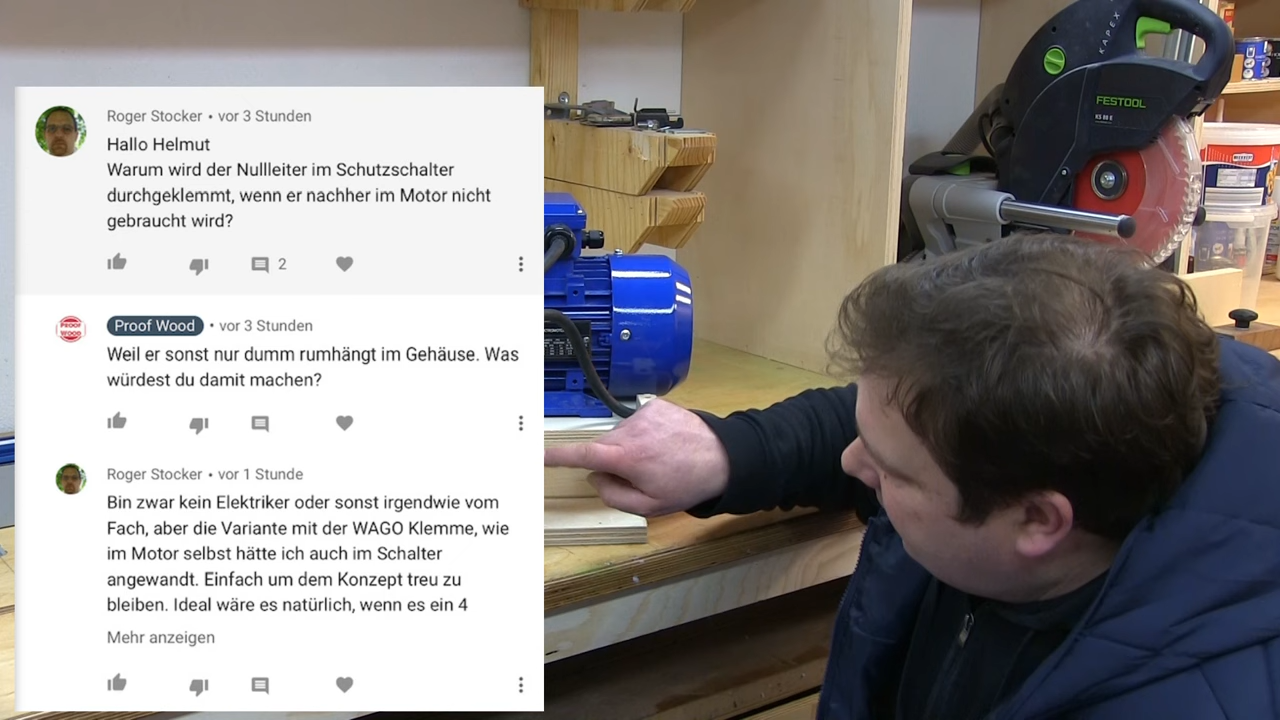 Roger Stocker • vor 3 Stunden
Hallo Helmut
Warum wird der Nullleiter im Schutzschalter
durchgeklemmt, wenn er nachher im Motor nicht
gebraucht wird?
2
PROOF WOOD
Proof Wood • vor 3 Stunden
Weil er sonst nur dumm rumhängt im Gehäuse. Was
würdest du damit machen?
Roger Stocker • vor 1 Stunde
Bin zwar kein Elektriker oder sonst irgendwie vom
Fach, aber die Variante mit der WAGO Klemme, wie
im Motor selbst hätte ich auch im Schalter
angewandt. Einfach um dem Konzept treu zu
bleiben. Ideal wäre es natürlich, wenn es ein 4
Mehr anzeigen
KAPEX
FESTOOL
KS 88 E